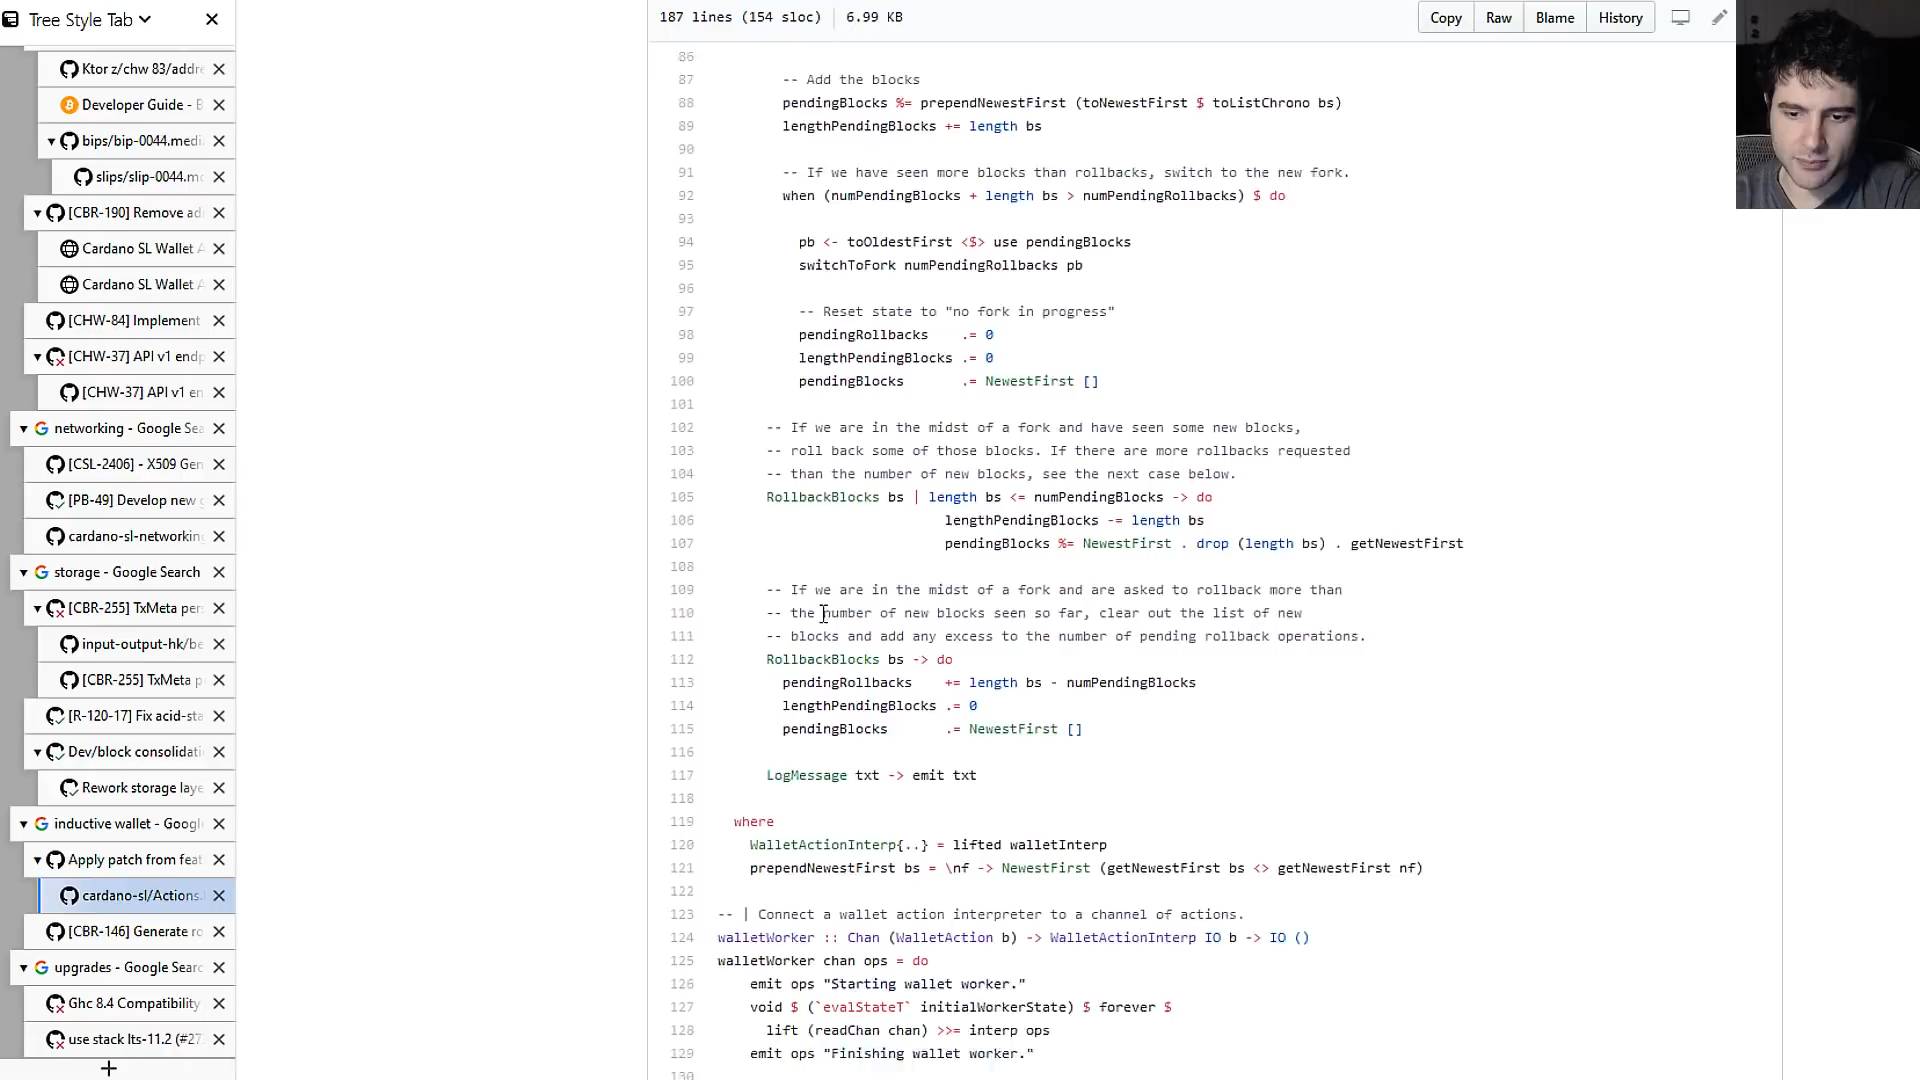 Tree Style Tab
187 lines (154 sloc) 6.99 KB
Copy Raw Blame History
Ktor z/chw 83/addre
Developer Guide - B
bips/bip-0044.medi
slips/slip-0044.m
[CBR-190] Remove ad
Cardano SL Wallet A
Cardano SL Wallet A
[CHW-84] Implement
[CHW-37] API v1 endp
[CHW-37] API v1 en
networking - Google Sea
[CSL-2406] - X509 Gen
[PB-49] Develop new
cardano-sl-networking
storage - Google Search
[CBR-255] TxMeta per
input-output-hk/be
[CBR-255] TxMeta p
[R-120-17] Fix acid-sta
Dev/block consolidati
Rework storage laye
inductive wallet - Googl
Apply patch from feat
cardano-sl/Actions.
[CBR-146] Generate ro
upgrades - Google Searc
Ghc 8.4 Compatibility
use stack lts-11.2 (#27
+
86
87 -- Add the blocks
88 pendingBlocks %= prependNewestFirst (toNewestFirst $ toListChrono bs)
89 lengthPendingBlocks += length bs
90
91 -- If we have seen more blocks than rollbacks, switch to the new fork.
92 when (numPendingBlocks + length bs > numPendingRollbacks) $ do
93
94 pb <- toOldestFirst <$> use pendingBlocks
95 switchToFork numPendingRollbacks pb
96
97 -- Reset state to "no fork in progress"
98 pendingRollbacks .= 0
99 lengthPendingBlocks .= 0
100 pendingBlocks .= NewestFirst []
101
102 -- If we are in the midst of a fork and have seen some new blocks,
103 -- roll back some of those blocks. If there are more rollbacks requested
104 -- than the number of new blocks, see the next case below.
105 RollbackBlocks bs | length bs <= numPendingBlocks -> do
106 lengthPendingBlocks -= length bs
107 pendingBlocks %= NewestFirst . drop (length bs) . getNewestFirst
108
109 -- If we are in the midst of a fork and are asked to rollback more than
110 -- the number of new blocks seen so far, clear out the list of new
111 -- blocks and add any excess to the number of pending rollback operations.
112 RollbackBlocks bs -> do
113 pendingRollbacks += length bs - numPendingBlocks
114 lengthPendingBlocks .= 0
115 pendingBlocks .= NewestFirst []
116
117 LogMessage txt -> emit txt
118
119 where
120 WalletActionInterp{..} = lifted walletInterp
121 prependNewestFirst bs = \nf -> NewestFirst (getNewestFirst bs <> getNewestFirst nf)
122
123 -- | Connect a wallet action interpreter to a channel of actions.
124 walletWorker :: Chan (WalletAction b) -> WalletActionInterp IO b -> IO ()
125 walletWorker chan ops = do
126 emit ops "Starting wallet worker."
127 void $ (`evalStateT` initialWorkerState) $ forever $
128 lift (readChan chan) >>= interp ops
129 emit ops "Finishing wallet worker."
130